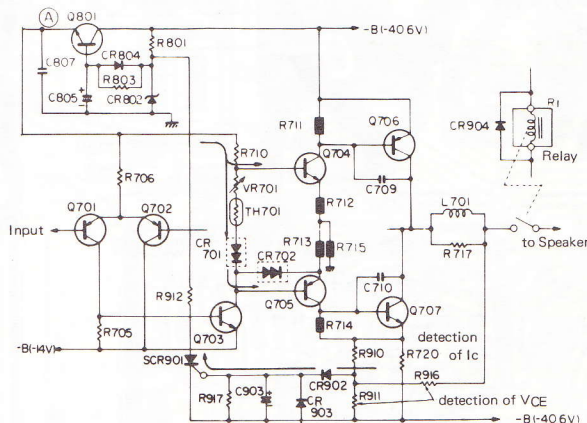 A
Q801
-B(-40.6V)
CR804
R801
C807
R803
C805
CR802
R1
CR904
Relay
R711
Q706
R710
Q704
R706
VR701
C709
TH701
R712
L701
Q701
Q702
Input
CR
701
CR702
R713
R715
R717
to Speaker
R912
C710
Q705
Q707
R705
Q703
R714
detection
of Ic
-B(-14V)
SCR901
R910
R720
R916
CR902
C903
CR
903
R917
R911
detection of VCE
-B(-40.6V)